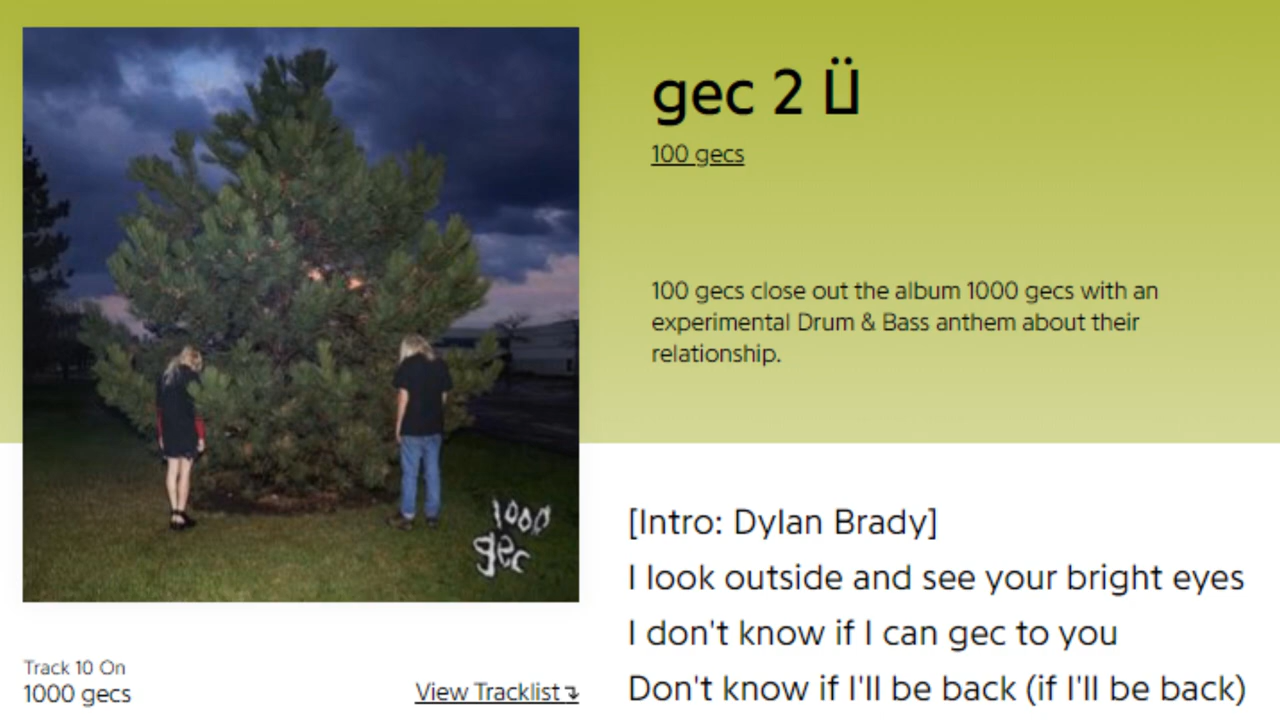 gec 2 Ü
100 gecs
100 gecs close out the album 1000 gecs with an
experimental Drum & Bass anthem about their
relationship.
1000
gec
Track 10 On
1000 gecs
View Tracklist
[Intro: Dylan Brady]
I look outside and see your bright eyes
I don't know if I can gec to you
Don't know if I'll be back (if I'll be back)